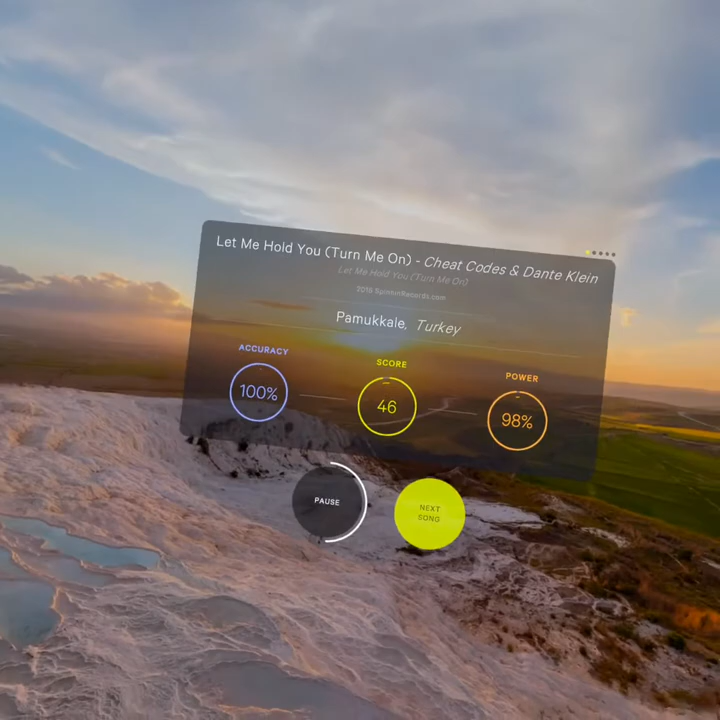 Let Me Hold You (Turn Me On) - Cheat Codes & Dante Klein
Let Me Hold You (Turn Me On)
2019 SpinninRecords.com
Pamukkale, Turkey
ACCURACY
SCORE
POWER
100%
46
98%
PAUSE
NEXT
SONG